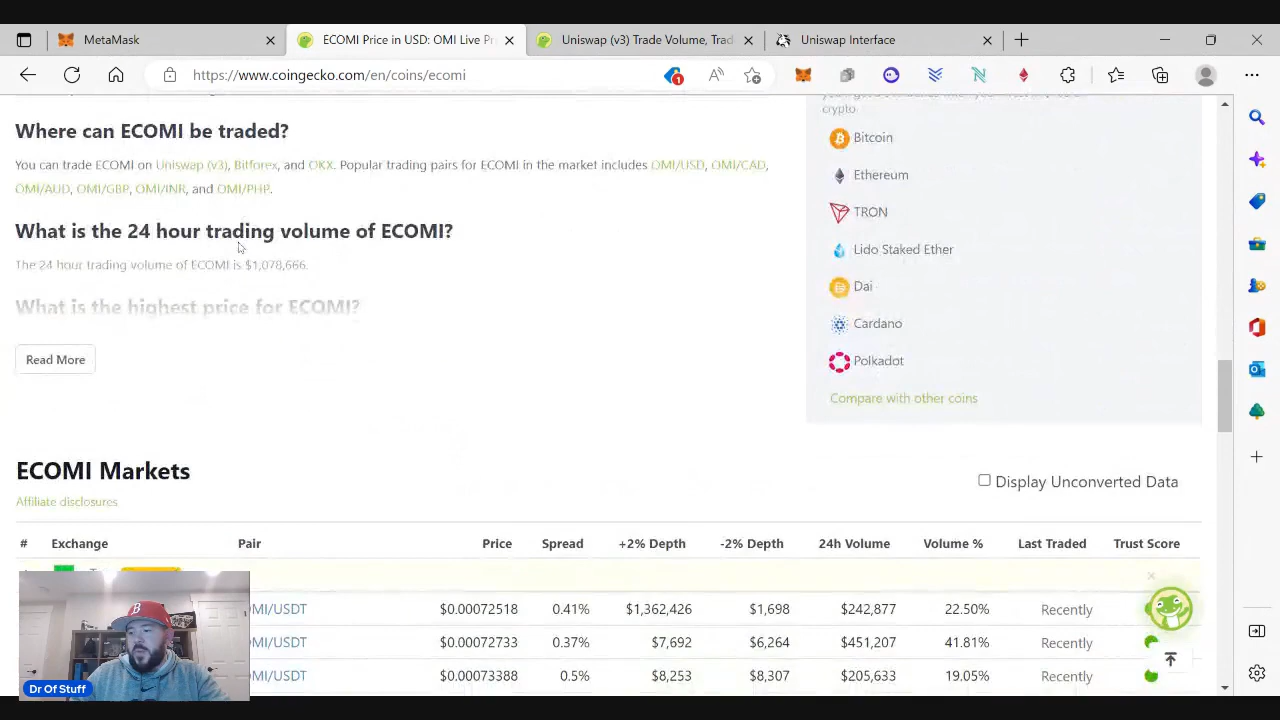 MetaMask
ECOMI Price in USD: OMI Live Pr
Uniswap (v3) Trade Volume, Trad
Uniswap Interface
https://www.coingecko.com/en/coins/ecomi
1
Where can ECOMI be traded?
You can trade ECOMI on Uniswap (v3), Bitforex, and OKX. Popular trading pairs for ECOMI in the market includes OMI/USD, OMI/CAD,
OMI/AUD, OMI/GBP, OMI/INR, and OMI/PHP.
What is the 24 hour trading volume of ECOMI?
The 24 hour trading volume of ECOMI is $1,078,666.
What is the highest price for ECOMI?
Read More
crypto
Bitcoin
Ethereum
TRON
Lido Staked Ether
Dai
Cardano
Polkadot
Compare with other coins
ECOMI Markets
Affiliate disclosures
Display Unconverted Data
# Exchange Pair Price Spread +2% Depth -2% Depth 24h Volume Volume % Last Traded Trust Score
OMI/USDT $0.00072518 0.41% $1,362,426 $1,698 $242,877 22.50% Recently
OMI/USDT $0.00072733 0.37% $7,692 $6,264 $451,207 41.81% Recently
OMI/USDT $0.00073388 0.5% $8,253 $8,307 $205,633 19.05% Recently
B
Dr Of Stuff